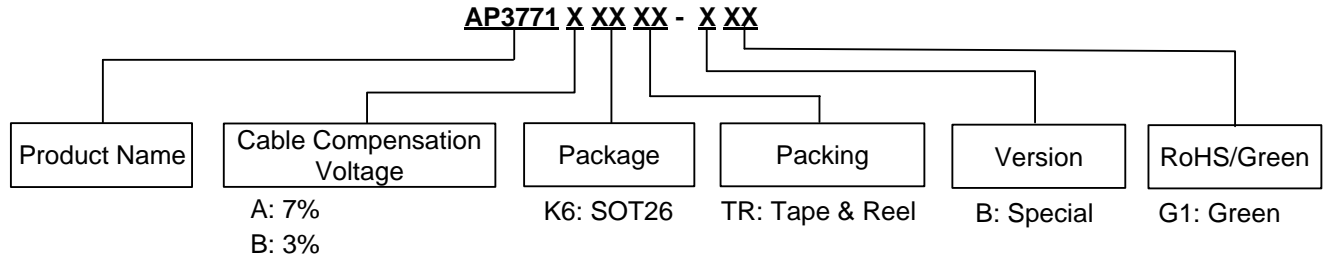 AP3771 X XX XX - X XX
Product Name
Cable Compensation
Voltage
Package
Packing
Version
RoHS/Green
A: 7%
B: 3%
K6: SOT26
TR: Tape & Reel
B: Special
G1: Green